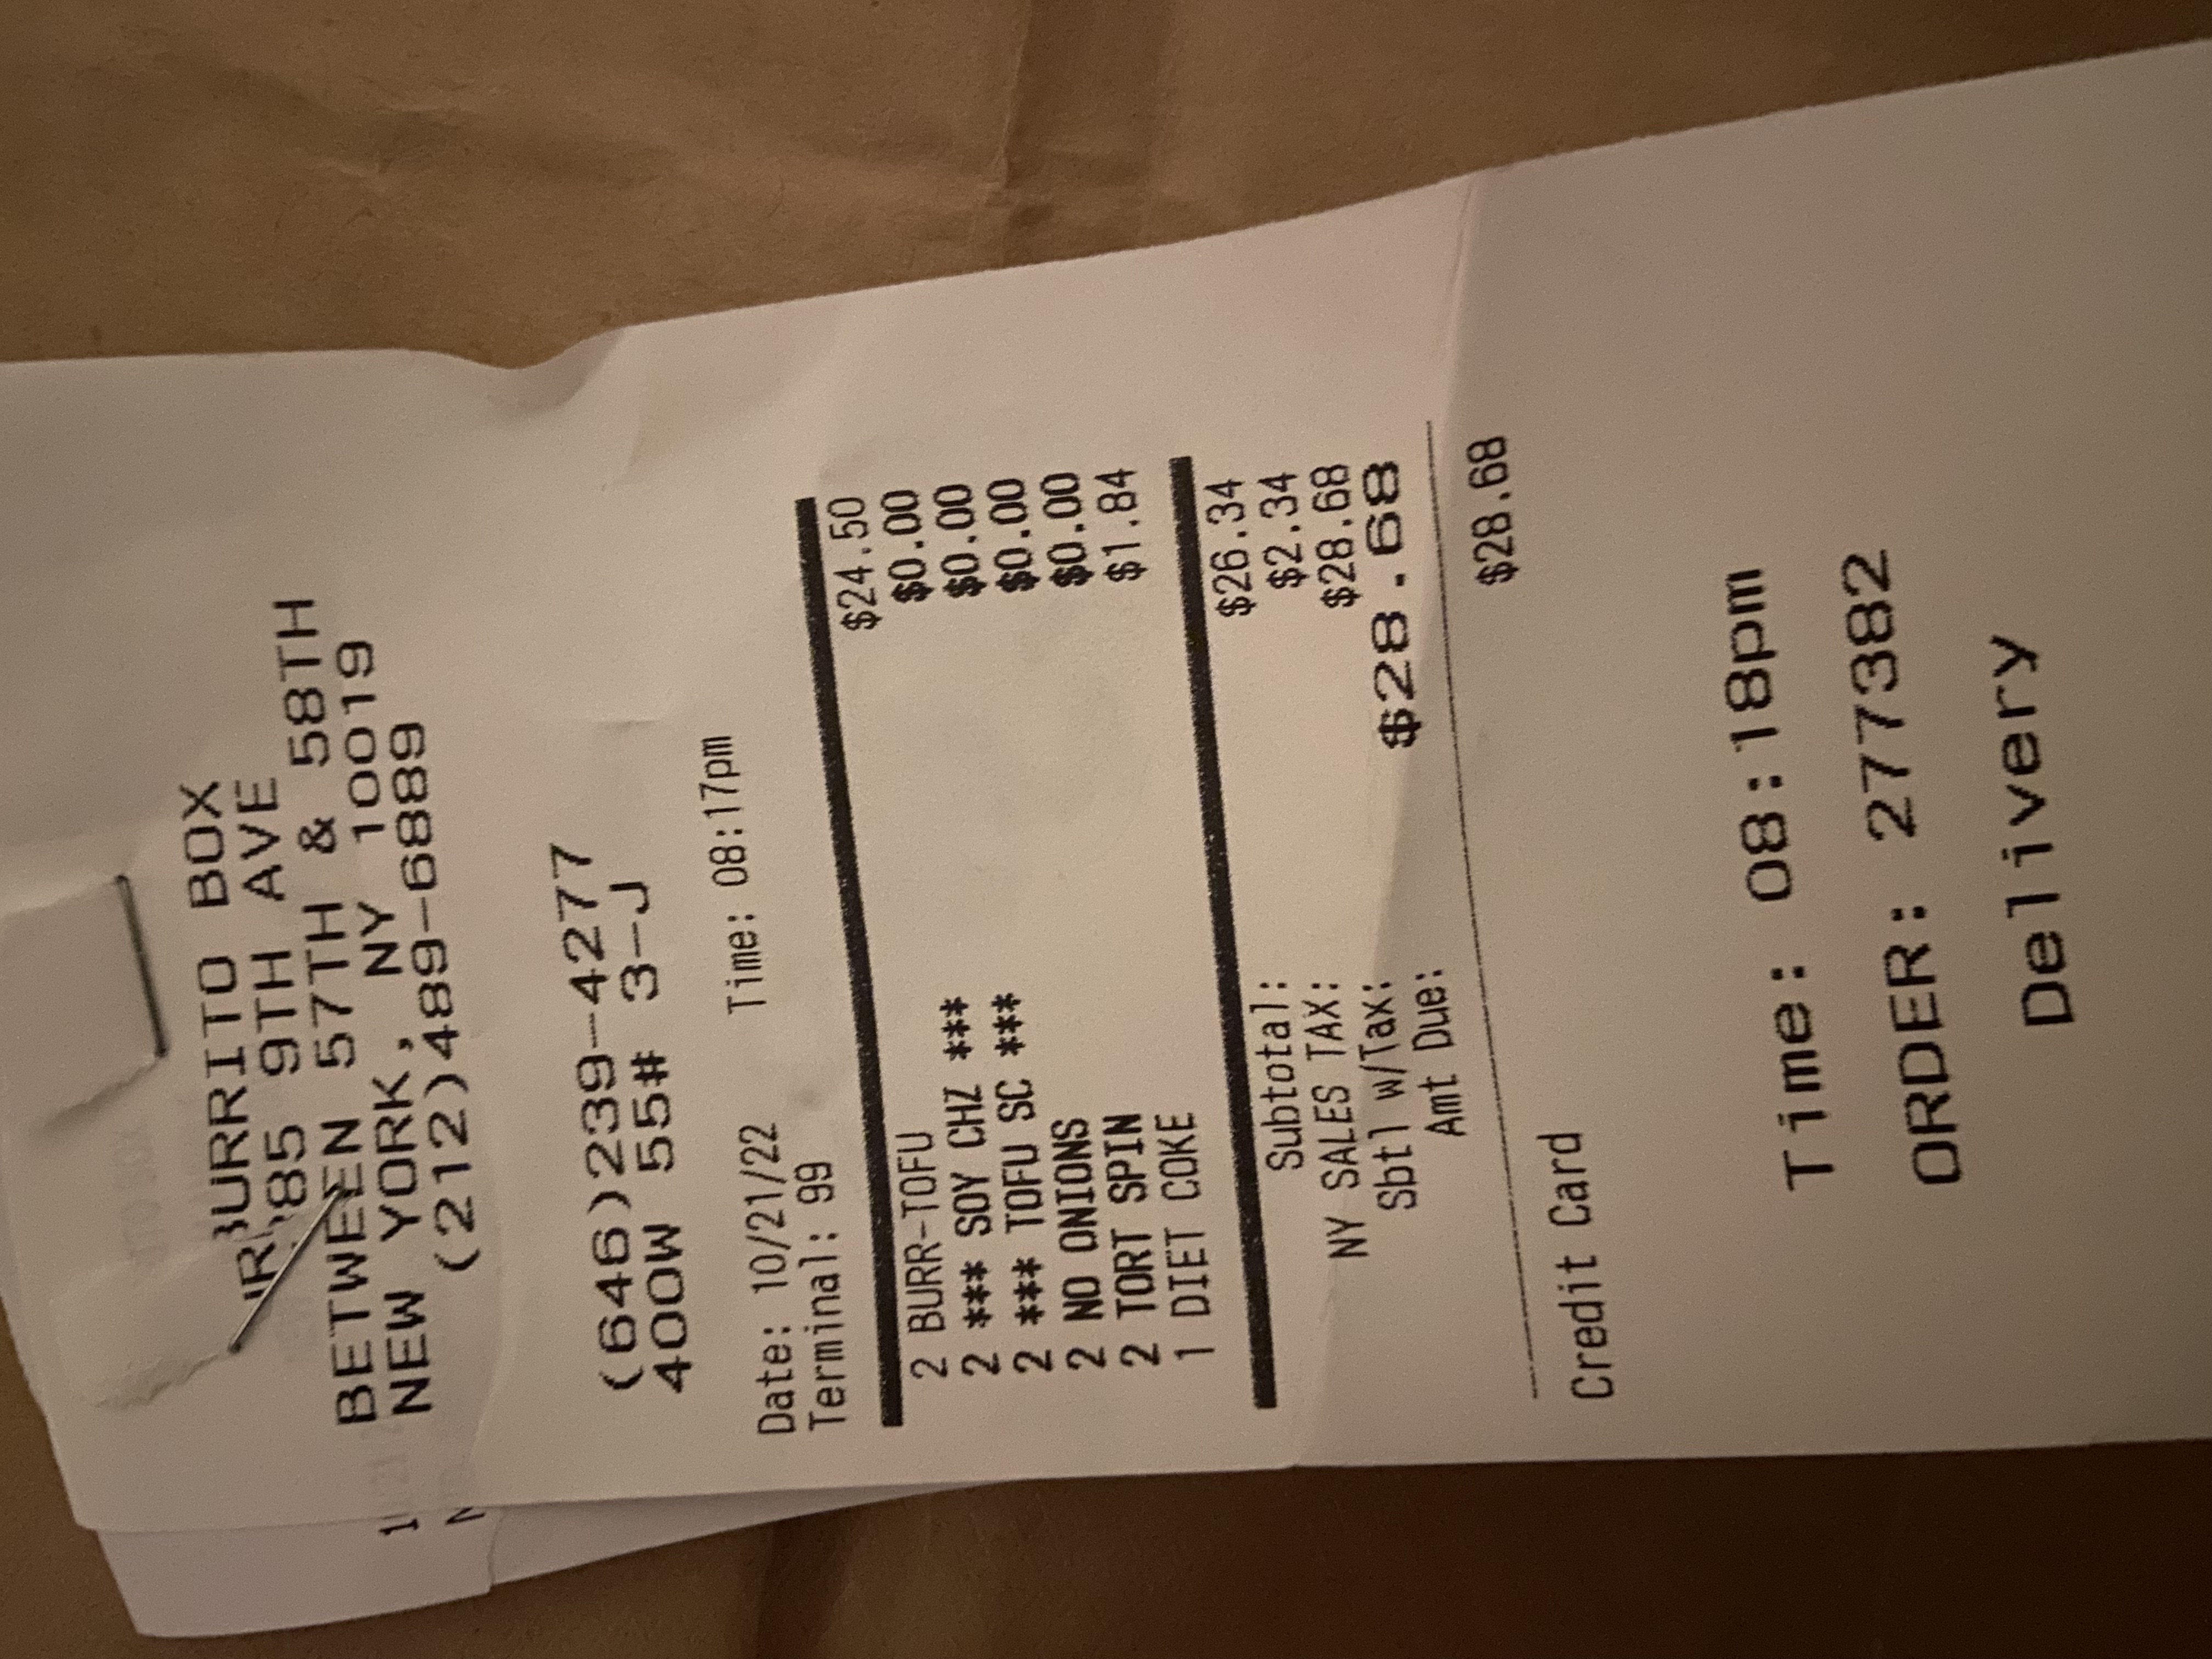 BURRITO BOX
85 9TH AVE
BETWEEN 57TH & 58TH
NEW YORK, NY 10019
(212)489-6889
(646)239-4277
400W 55# 3-J
Date: 10/21/22 Time: 08:17pm
Terminal: 99
2 BURR-TOFU $24.50
2 *** SOY CHZ *** $0.00
2 *** TOFU SC *** $0.00
2 NO ONIONS $0.00
2 TORT SPIN $0.00
1 DIET COKE $1.84
Subtotal: $26.34
NY SALES TAX: $2.34
Sbtl w/Tax: $28.68
Amt Due: $28.68
Credit Card $28.68
Time: 08:18pm
ORDER: 277382
Delivery